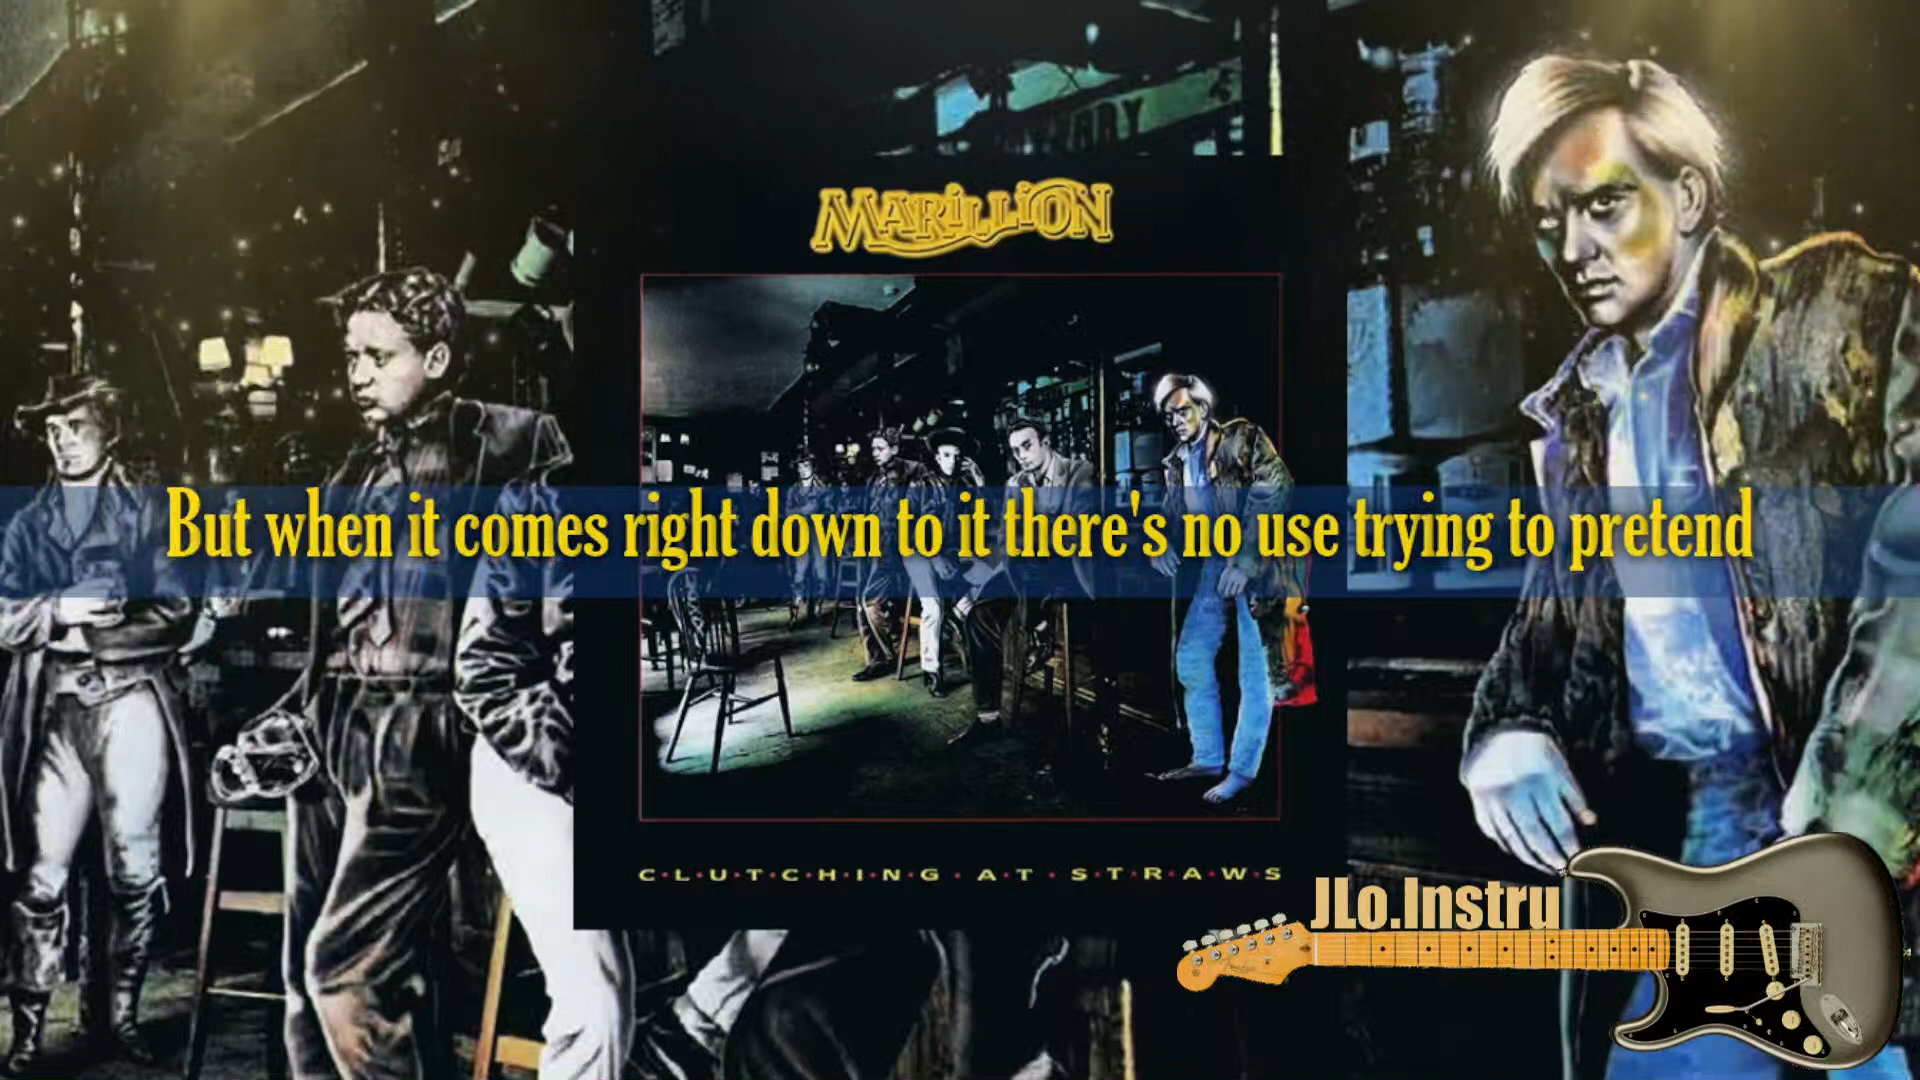 MARILLION
But when it comes right down to it there's no use trying to pretend
C·L·U·T·C·H·I·N·G · A·T · S·T·R·A·W·S
JLo.Instru